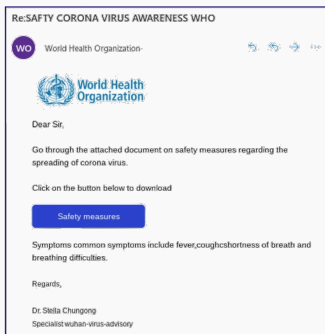 Re:SAFTY CORONA VIRUS AWARENESS WHO
WO
World Health Organization-
World Health
Organization
Dear Sir,
Go through the attached document on safety measures regarding the
spreading of corona virus.
Click on the button below to download
Safety measures
Symptoms common symptoms include fever,coughcshortness of breath and
breathing difficulties.
Regards,
Dr. Stella Chungong
Specialist wuhan-virus-advisory